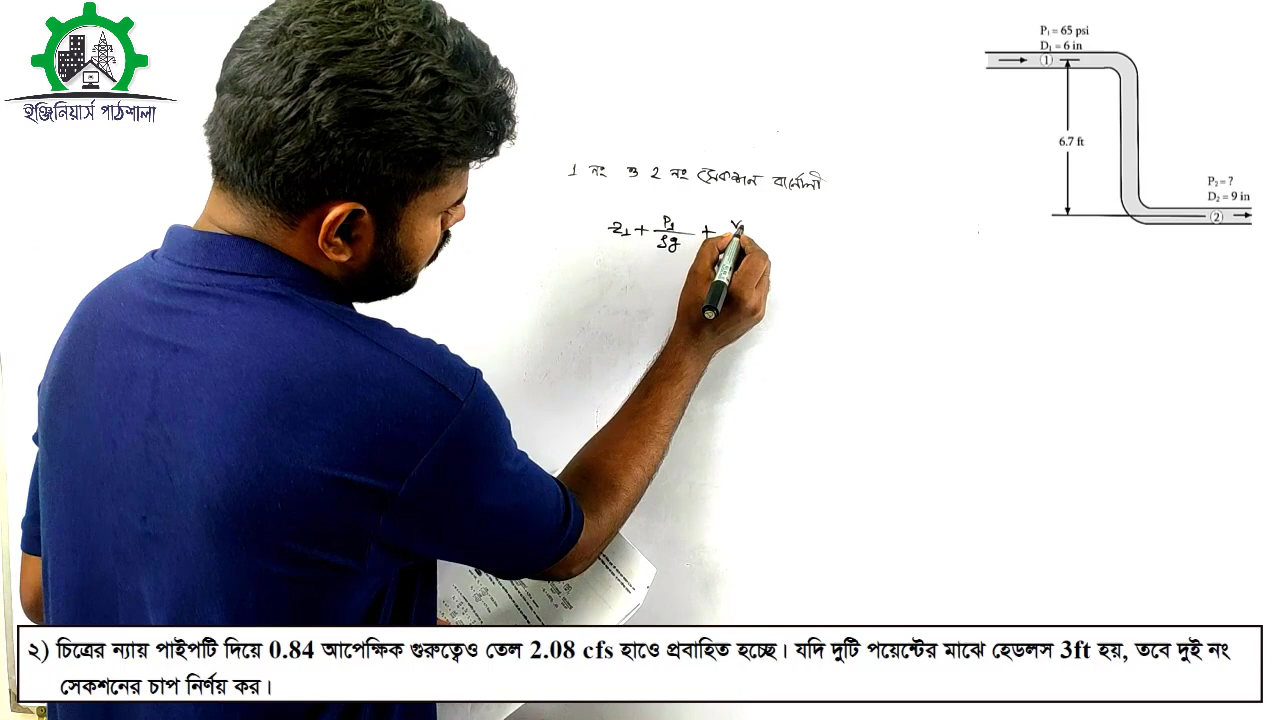 ইঞ্জিনিয়ার্স পাঠশালা
P₁ = 65 psi
D₁ = 6 in
①
6.7 ft
P₂ = ?
D₂ = 9 in
②
1 নং ও 2 নং সেকশন বার্নোলী
z₁ + P₁/ρg + v
২) চিত্রের ন্যায় পাইপটি দিয়ে 0.84 আপেক্ষিক গুরুত্বেও তেল 2.08 cfs হাওে প্রবাহিত হচ্ছে। যদি দুটি পয়েন্টের মাঝে হেডলস 3ft হয়, তবে দুই নং
সেকশনের চাপ নির্ণয় কর।